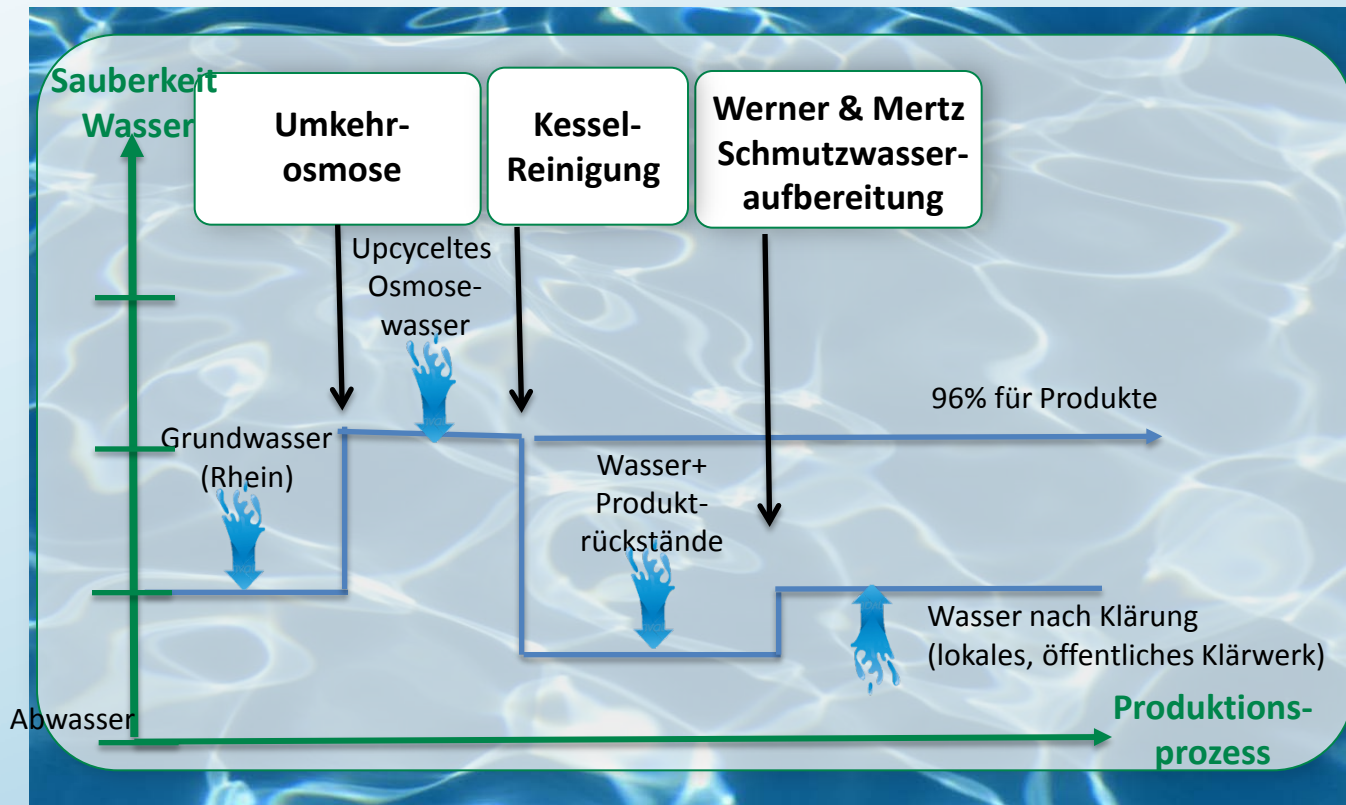 Sauberkeit
Wasser
Umkehr-
osmose
Kessel-
Reinigung
Werner & Mertz
Schmutzwasser-
aufbereitung
Upcyceltes
Osmose-
wasser
96% für Produkte
Grundwasser
(Rhein)
Wasser+
Produkt-
rückstände
Wasser nach Klärung
(lokales, öffentliches Klärwerk)
Abwasser
Produktions-
prozess